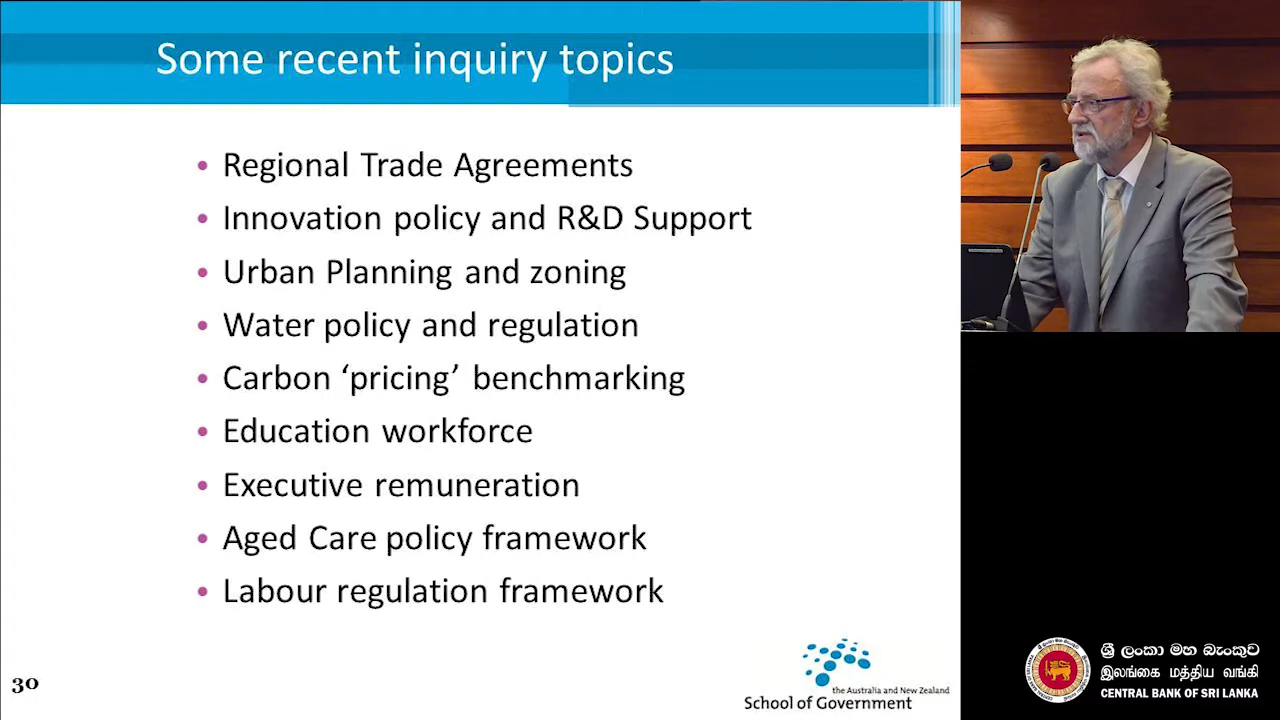 Some recent inquiry topics
• Regional Trade Agreements
• Innovation policy and R&D Support
• Urban Planning and zoning
• Water policy and regulation
• Carbon ‘pricing’ benchmarking
• Education workforce
• Executive remuneration
• Aged Care policy framework
• Labour regulation framework
30
the Australia and New Zealand
School of Government
ශ්‍රී ලංකා මහ බැංකුව
இலங்கை மத்திய வங்கி
CENTRAL BANK OF SRI LANKA